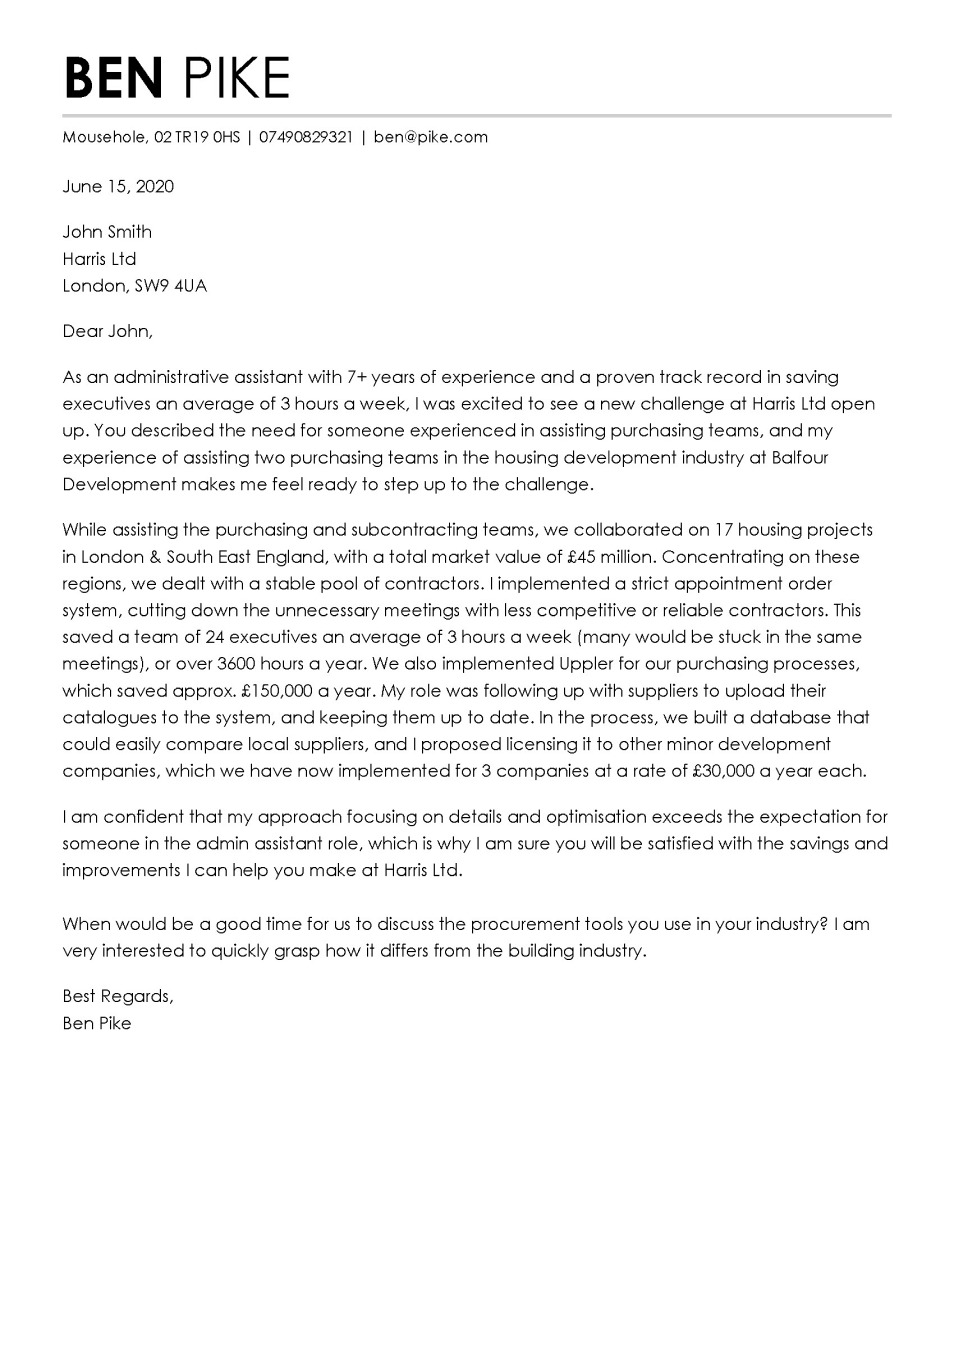 BEN PIKE
Mousehole, 02 TR19 0HS | 07490829321 | ben@pike.com
June 15, 2020
John Smith
Harris Ltd
London, SW9 4UA
Dear John,
As an administrative assistant with 7+ years of experience and a proven track record in saving
executives an average of 3 hours a week, I was excited to see a new challenge at Harris Ltd open
up. You described the need for someone experienced in assisting purchasing teams, and my
experience of assisting two purchasing teams in the housing development industry at Balfour
Development makes me feel ready to step up to the challenge.
While assisting the purchasing and subcontracting teams, we collaborated on 17 housing projects
in London & South East England, with a total market value of £45 million. Concentrating on these
regions, we dealt with a stable pool of contractors. I implemented a strict appointment order
system, cutting down the unnecessary meetings with less competitive or reliable contractors. This
saved a team of 24 executives an average of 3 hours a week (many would be stuck in the same
meetings), or over 3600 hours a year. We also implemented Uppler for our purchasing processes,
which saved approx. £150,000 a year. My role was following up with suppliers to upload their
catalogues to the system, and keeping them up to date. In the process, we built a database that
could easily compare local suppliers, and I proposed licensing it to other minor development
companies, which we have now implemented for 3 companies at a rate of £30,000 a year each.
I am confident that my approach focusing on details and optimisation exceeds the expectation for
someone in the admin assistant role, which is why I am sure you will be satisfied with the savings and
improvements I can help you make at Harris Ltd.
When would be a good time for us to discuss the procurement tools you use in your industry? I am
very interested to quickly grasp how it differs from the building industry.
Best Regards,
Ben Pike